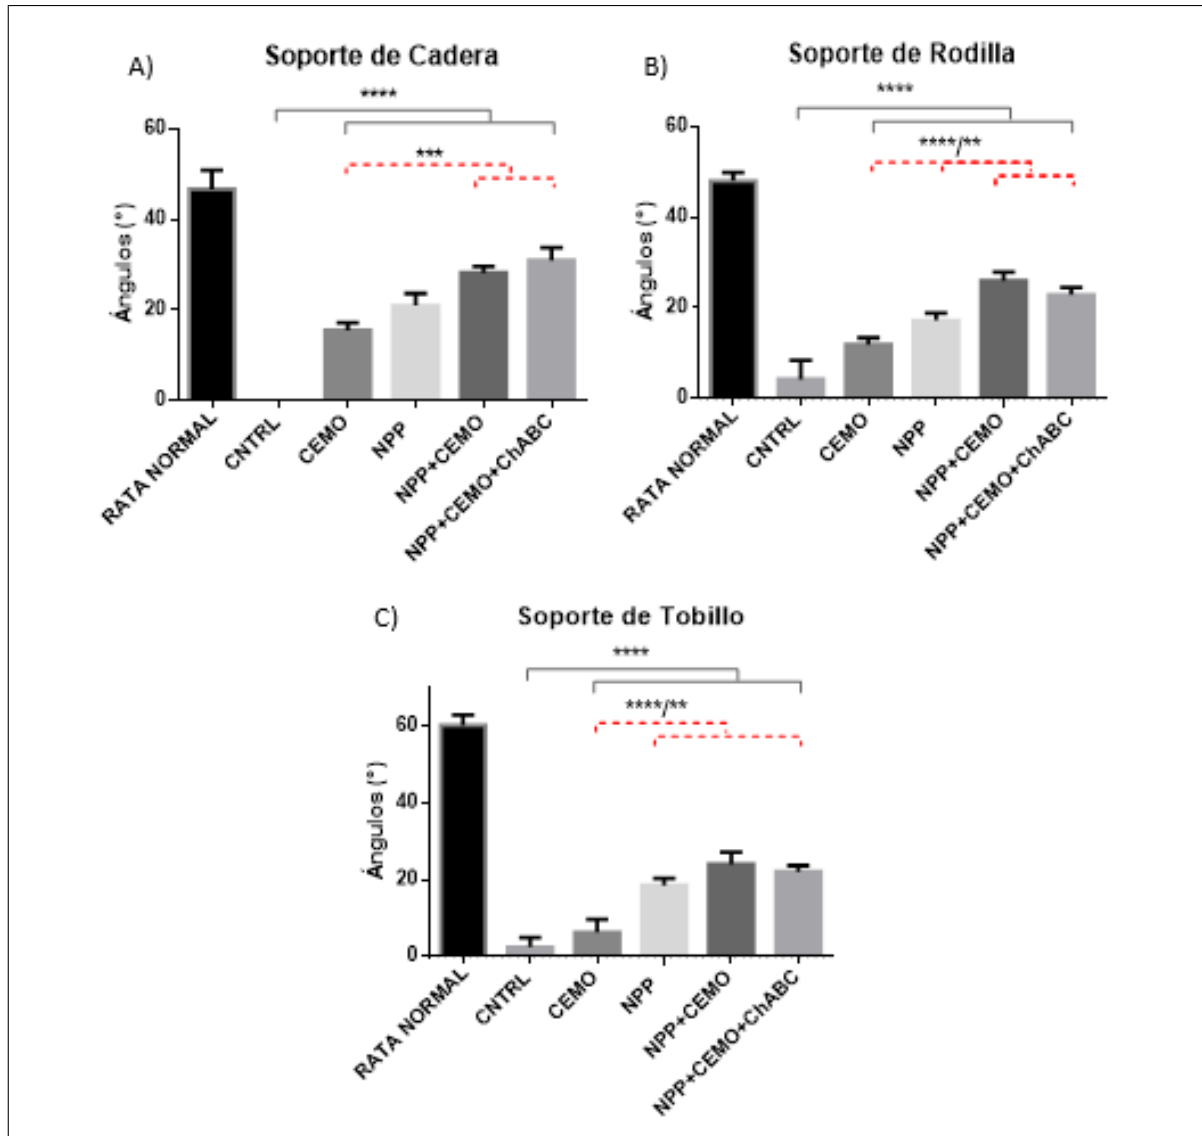 A)
Soporte de Cadera
****
***
Ángulos (°)
60
40
20
0
RATA NORMAL
CNTRL
CEMO
NPP
NPP+CEMO
NPP+CEMO+ChABC
B)
Soporte de Rodilla
****
****/**
Ángulos (°)
60
40
20
0
RATA NORMAL
CNTRL
CEMO
NPP
NPP+CEMO
NPP+CEMO+ChABC
C)
Soporte de Tobillo
****
****/**
Ángulos (°)
60
40
20
0
RATA NORMAL
CNTRL
CEMO
NPP
NPP+CEMO
NPP+CEMO+ChABC